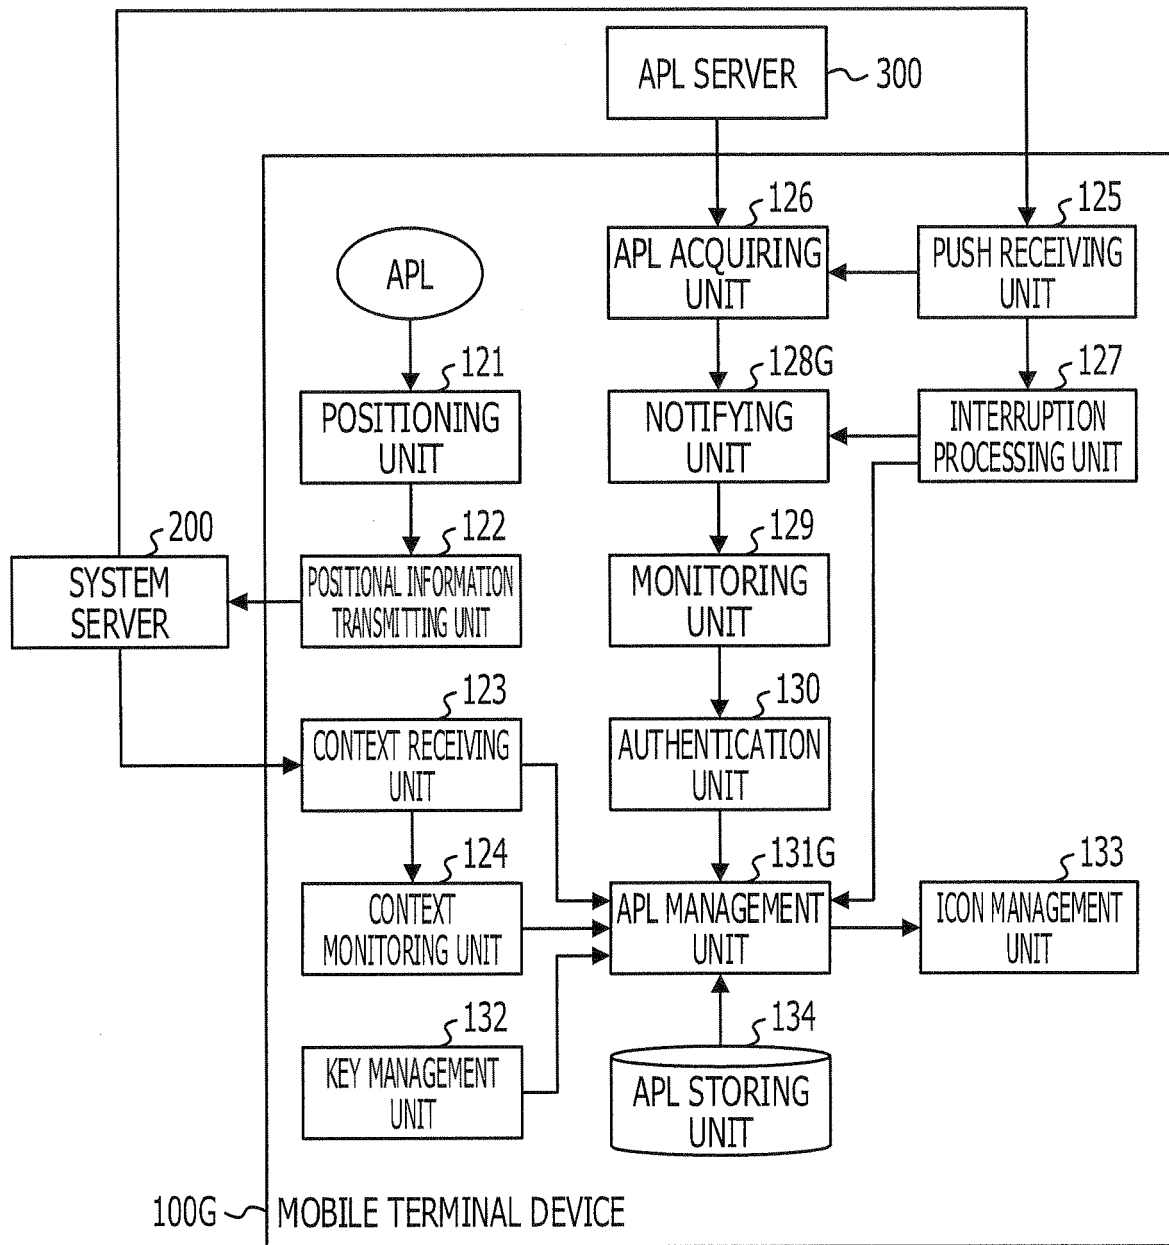 APL SERVER
300
126
APL ACQUIRING
UNIT
125
PUSH RECEIVING
UNIT
APL
121
POSITIONING
UNIT
128G
NOTIFYING
UNIT
127
INTERRUPTION
PROCESSING UNIT
200
SYSTEM
SERVER
122
POSITIONAL INFORMATION
TRANSMITTING UNIT
129
MONITORING
UNIT
123
CONTEXT RECEIVING
UNIT
130
AUTHENTICATION
UNIT
124
CONTEXT
MONITORING UNIT
131G
APL MANAGEMENT
UNIT
133
ICON MANAGEMENT
UNIT
132
KEY MANAGEMENT
UNIT
134
APL STORING
UNIT
100G
MOBILE TERMINAL DEVICE